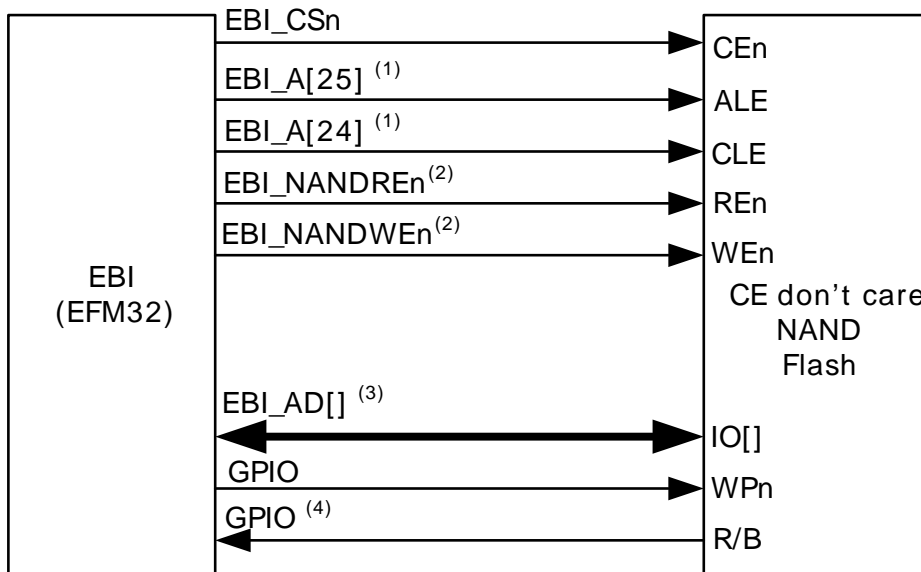 EBI_CSn
CEn
EBI_A[25] (1)
ALE
EBI_A[24] (1)
CLE
EBI_NANDREn(2)
REn
EBI_NANDWEn(2)
WEn
EBI
(EFM32)
CE don't care
NAND
Flash
EBI_AD[] (3)
IO[]
GPIO
WPn
GPIO (4)
R/B